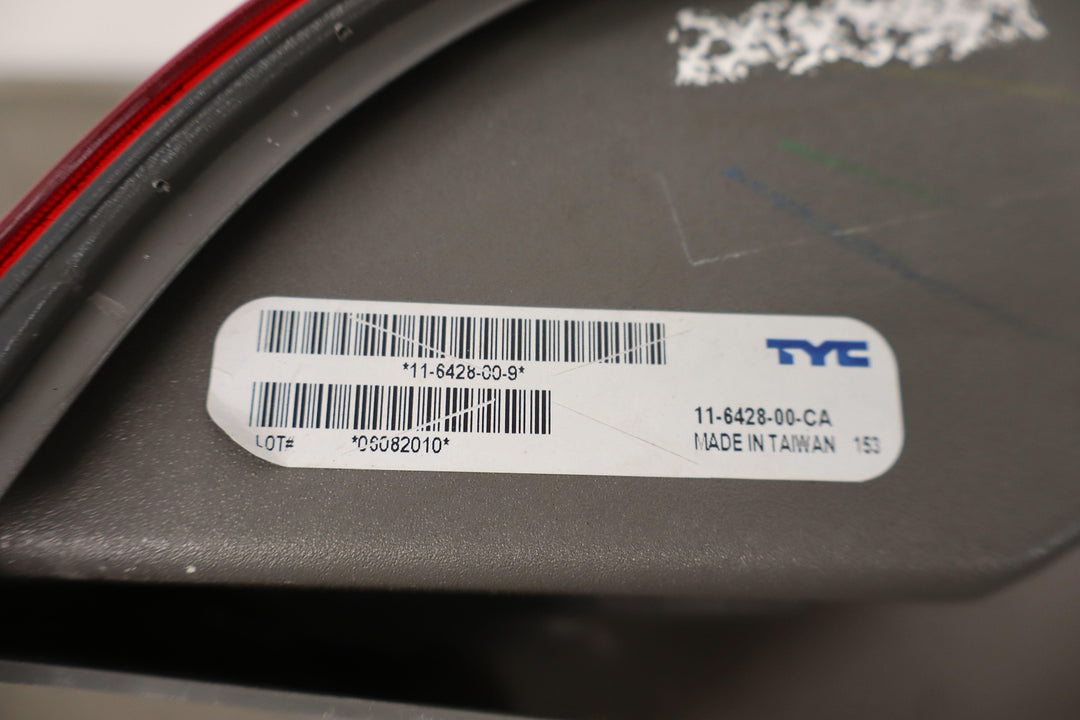 *11-6428-00-9*
LOT# *06082010*
TYC
11-6428-00-CA
MADE IN TAIWAN 153